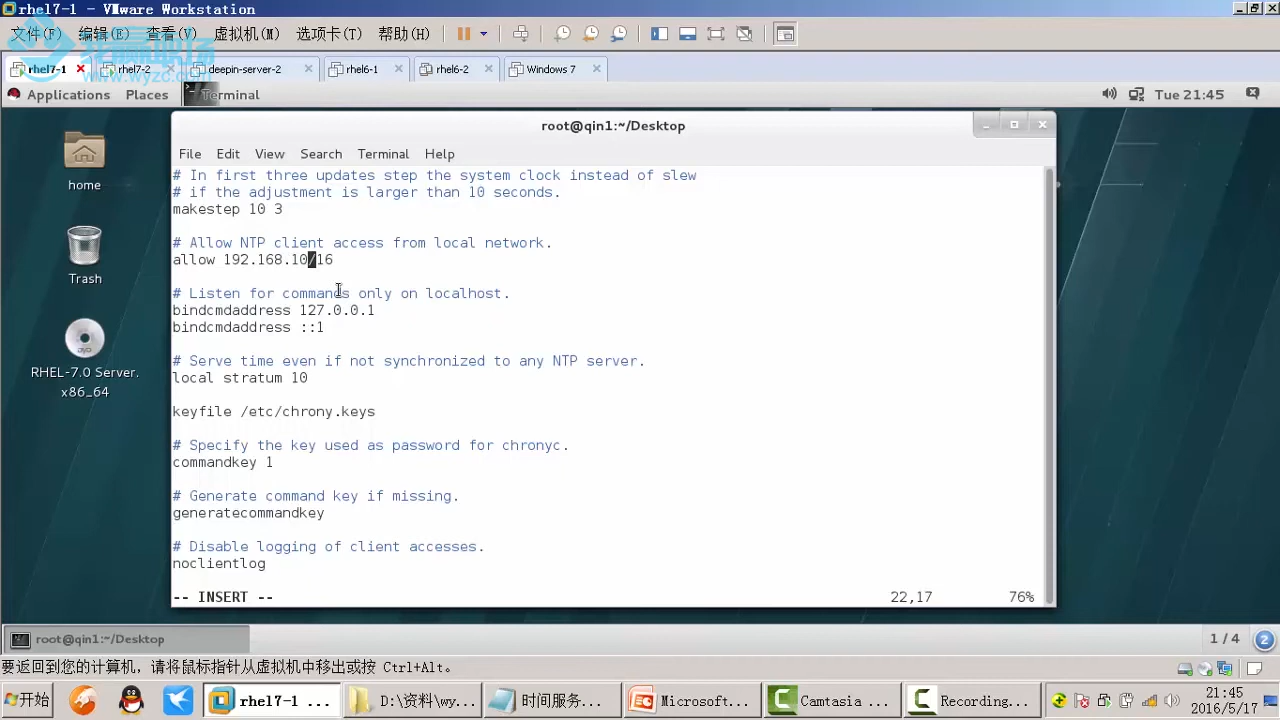 rhel7-1 - VMware Workstation
文件(F) 编辑(E) 查看(V) 虚拟机(M) 选项卡(T) 帮助(H)
www.wyzc.com
rhel7-1 rhel7-2 deepin-server-2 rhel6-1 rhel6-2 Windows 7
Applications Places Terminal Tue 21:45
root@qin1:~/Desktop
File Edit View Search Terminal Help
home
Trash
RHEL-7.0 Server.
x86_64
# In first three updates step the system clock instead of slew
# if the adjustment is larger than 10 seconds.
makestep 10 3
# Allow NTP client access from local network.
allow 192.168.10/16
# Listen for commands only on localhost.
bindcmdaddress 127.0.0.1
bindcmdaddress ::1
# Serve time even if not synchronized to any NTP server.
local stratum 10
keyfile /etc/chrony.keys
# Specify the key used as password for chronyc.
commandkey 1
# Generate command key if missing.
generatecommandkey
# Disable logging of client accesses.
noclientlog
-- INSERT -- 22,17 76%
root@qin1:~/Desktop 1 / 4 2
要返回到您的计算机，请将鼠标指针从虚拟机中移出或按 Ctrl+Alt。
开始 rhel7-1 ... D:\资料\wy... 时间服务... Microsoft... Camtasia ... Recording... 21:45
2016/5/17